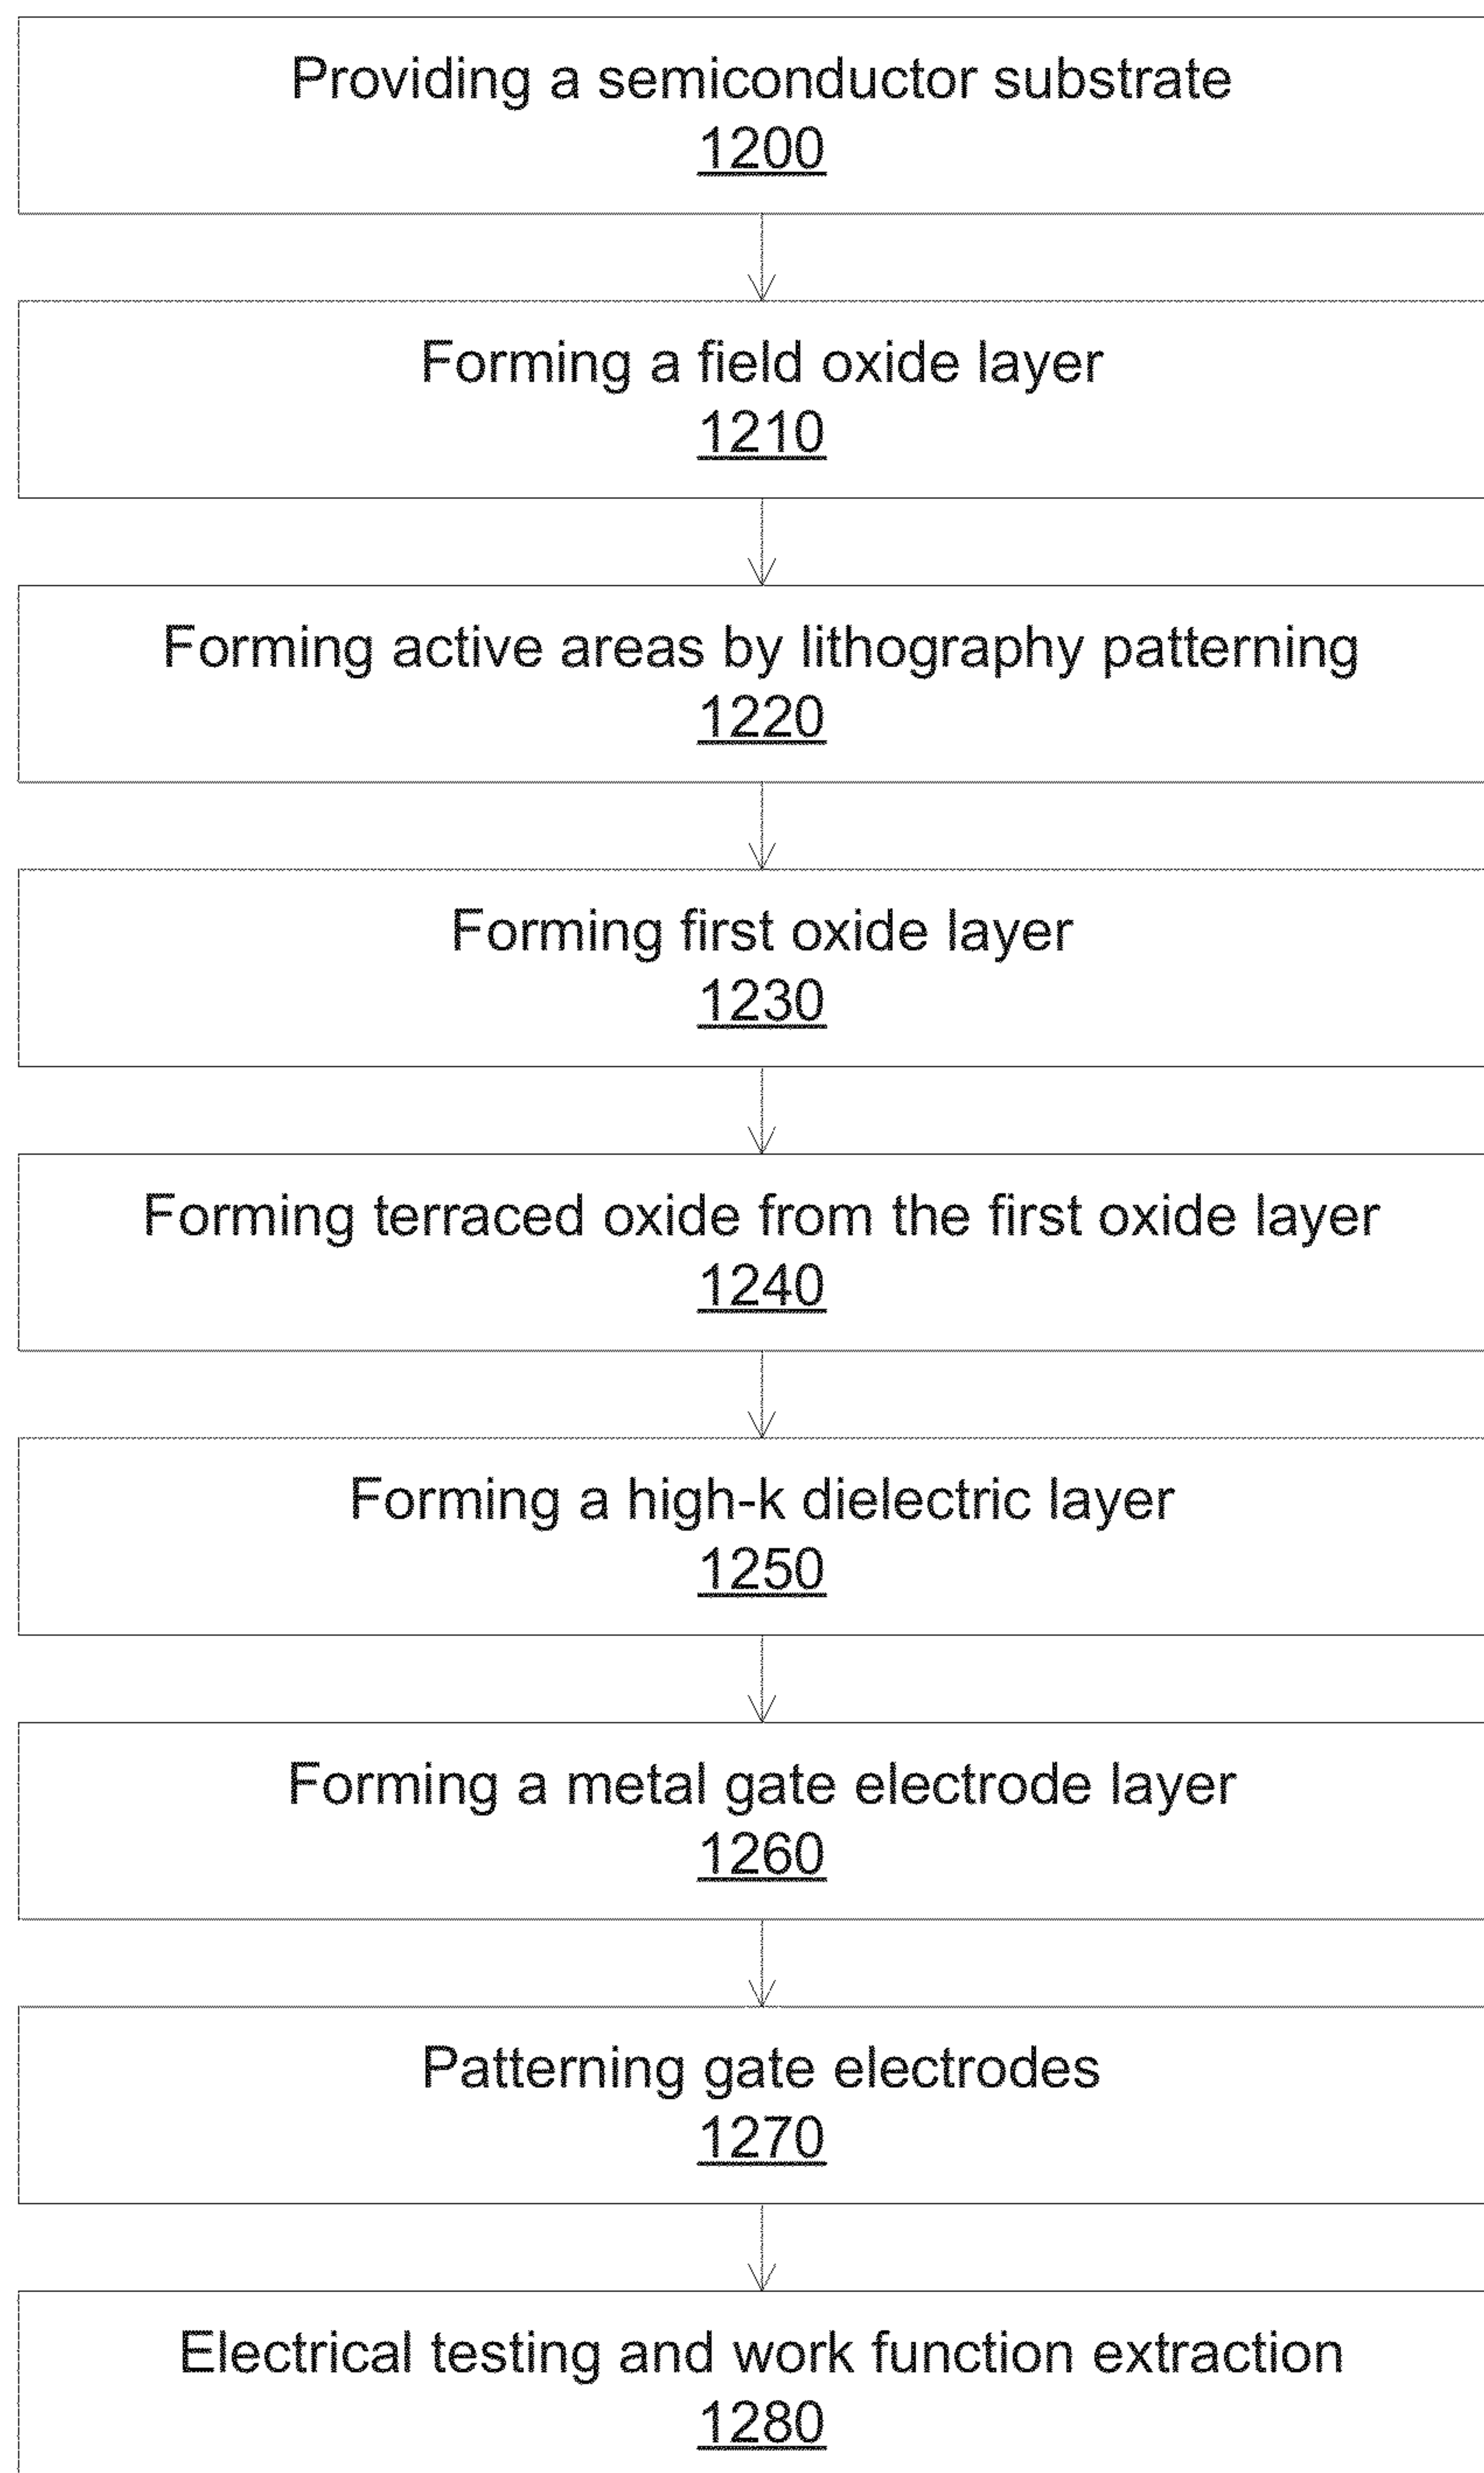 Providing a semiconductor substrate
1200
Forming a field oxide layer
1210
Forming active areas by lithography patterning
1220
Forming first oxide layer
1230
Forming terraced oxide from the first oxide layer
1240
Forming a high-k dielectric layer
1250
Forming a metal gate electrode layer
1260
Patterning gate electrodes
1270
Electrical testing and work function extraction
1280